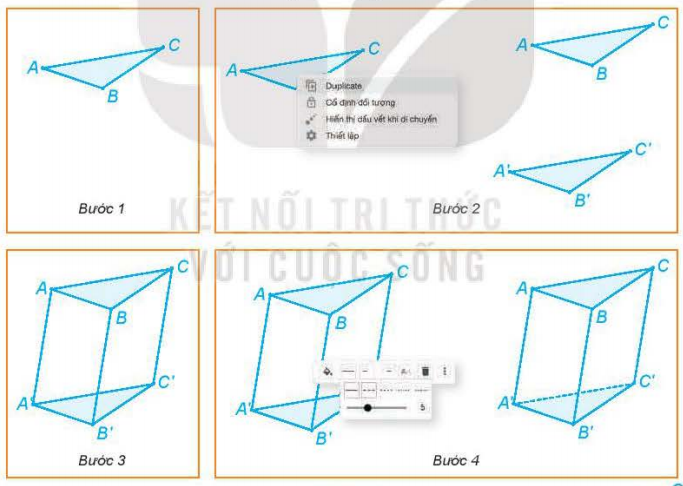 A
C
B
Bước 1
A
C
Duplicate
Cố định đối tượng
Hiển thị dấu vết khi di chuyển
Thiết lập
A
C
B
A'
C'
B'
Bước 2
KẾT NỐI TRI THỨC
VỚI CUỘC SỐNG
A
C
B
A'
C'
B'
Bước 3
A
C
B
A'
B'
5
A
C
B
A'
C'
B'
Bước 4